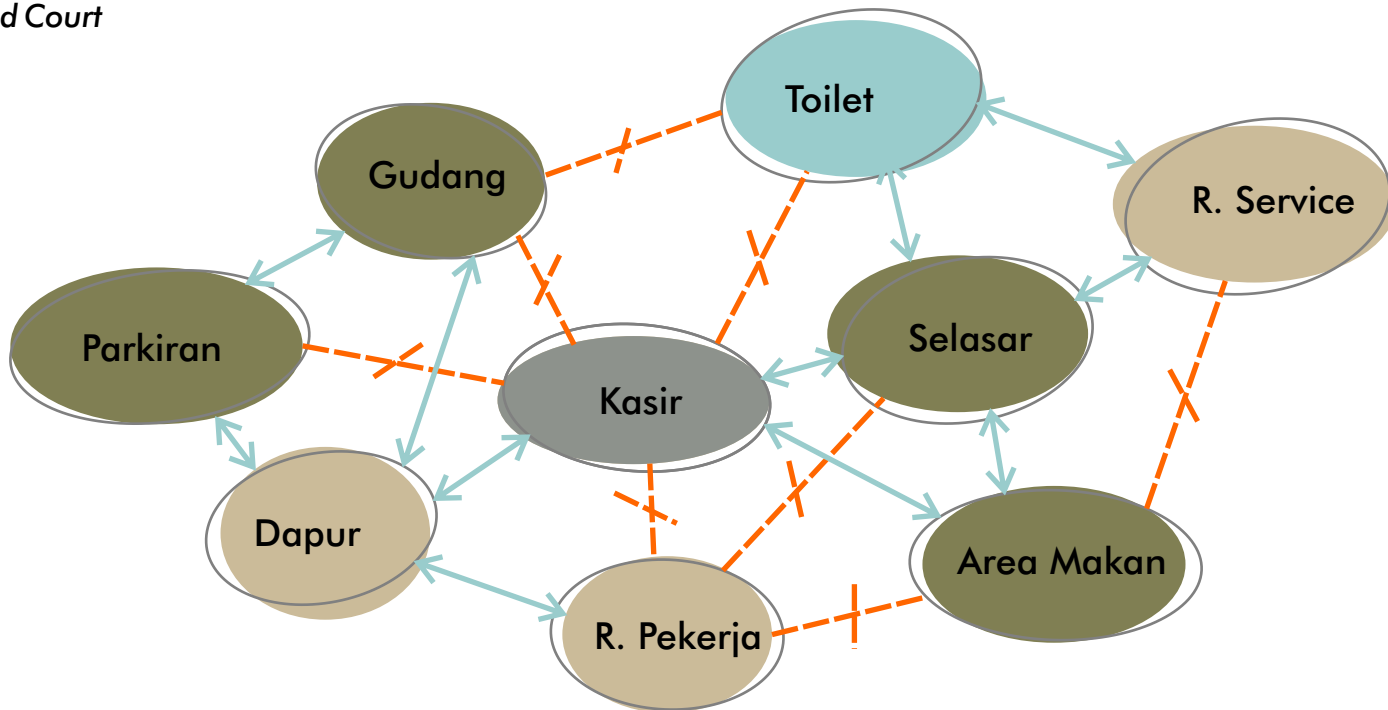 d Court
Toilet
Gudang
R. Service
Parkiran
Selasar
Kasir
Dapur
Area Makan
R. Pekerja